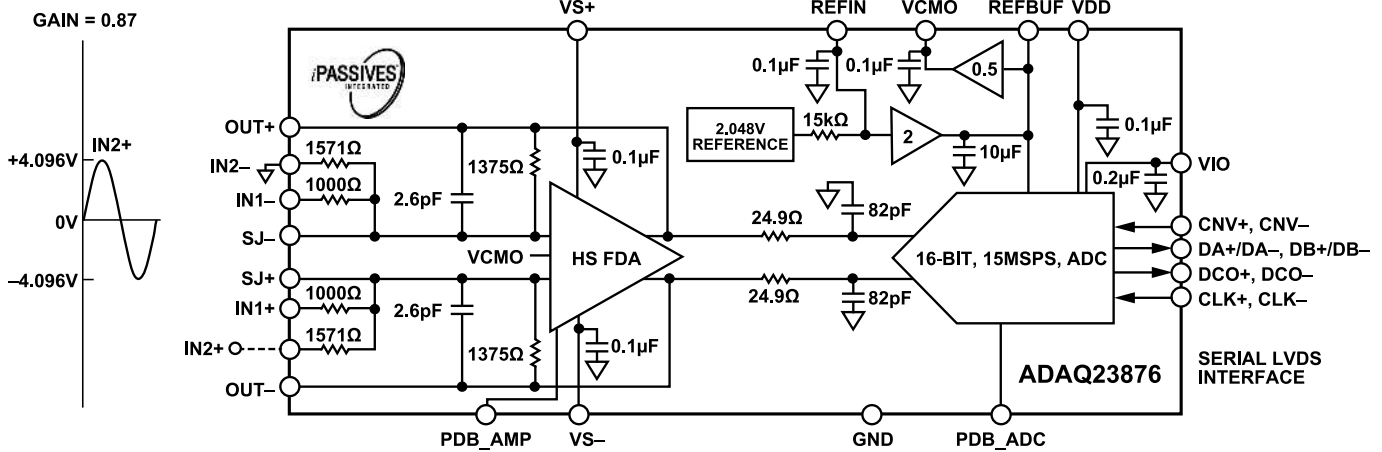 GAIN = 0.87
VS+
REFIN
VCMO
REFBUF
VDD
iPASSIVES™
INTEGRATED
0.1µF
0.1µF
0.5
OUT+
2.048V
REFERENCE
15kΩ
2
10µF
0.1µF
IN2+
+4.096V
0V
–4.096V
IN2–
1571Ω
IN1–
1000Ω
2.6pF
1375Ω
0.1µF
VIO
0.2µF
SJ–
VCMO
HS FDA
24.9Ω
82pF
16-BIT, 15MSPS, ADC
CNV+, CNV–
DA+/DA–, DB+/DB–
DCO+, DCO–
CLK+, CLK–
SJ+
1000Ω
IN1+
1571Ω
IN2+
2.6pF
1375Ω
0.1µF
24.9Ω
82pF
OUT–
ADAQ23876
SERIAL LVDS
INTERFACE
PDB_AMP
VS–
GND
PDB_ADC